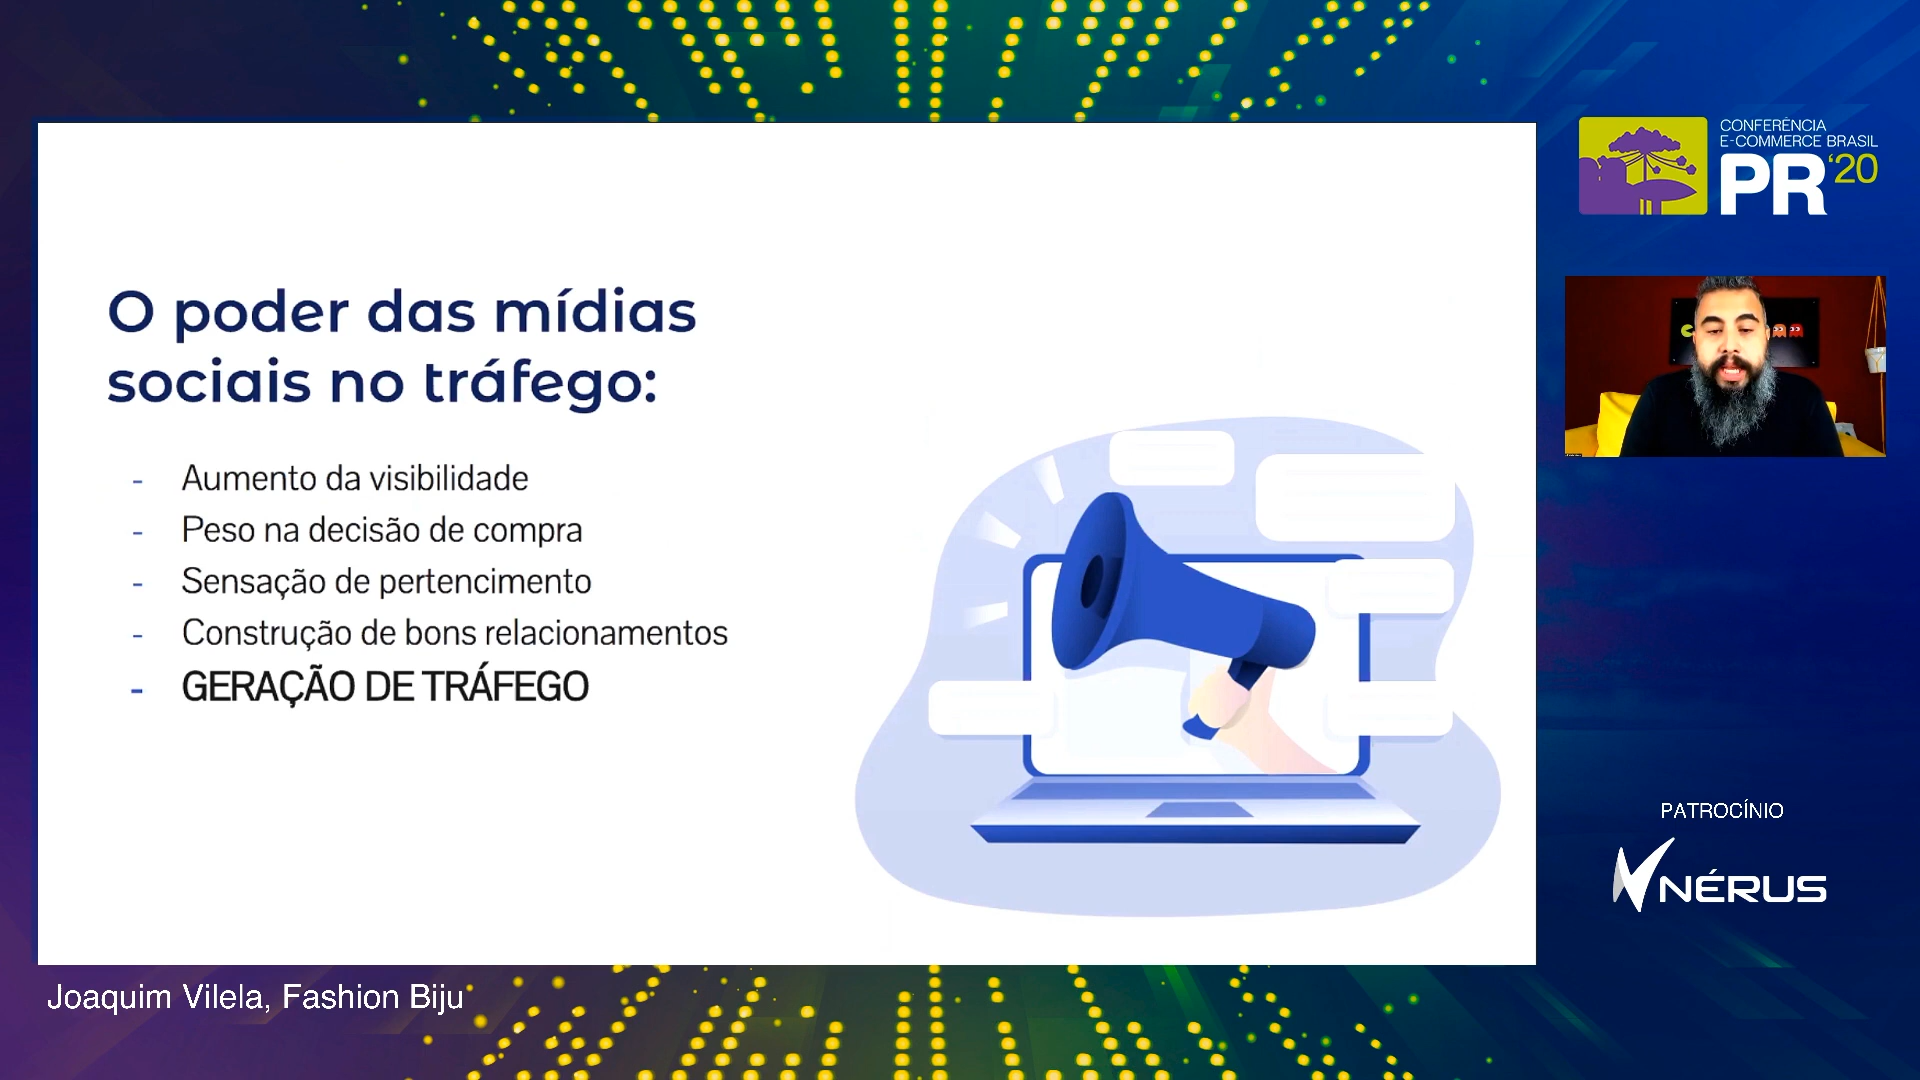 CONFERÊNCIA
E-COMMERCE BRASIL
PR'20
O poder das mídias
sociais no tráfego:
- Aumento da visibilidade
- Peso na decisão de compra
- Sensação de pertencimento
- Construção de bons relacionamentos
- GERAÇÃO DE TRÁFEGO
PATROCÍNIO
NÉRUS
Joaquim Vilela, Fashion Biju